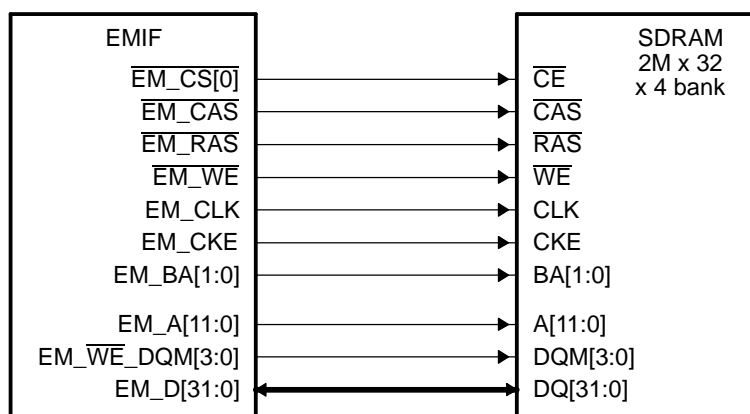 EMIF
EM_CS[0]
EM_CAS
EM_RAS
EM_WE
EM_CLK
EM_CKE
EM_BA[1:0]
EM_A[11:0]
EM_WE_DQM[3:0]
EM_D[31:0]
SDRAM
2M x 32
x 4 bank
CE
CAS
RAS
WE
CLK
CKE
BA[1:0]
A[11:0]
DQM[3:0]
DQ[31:0]